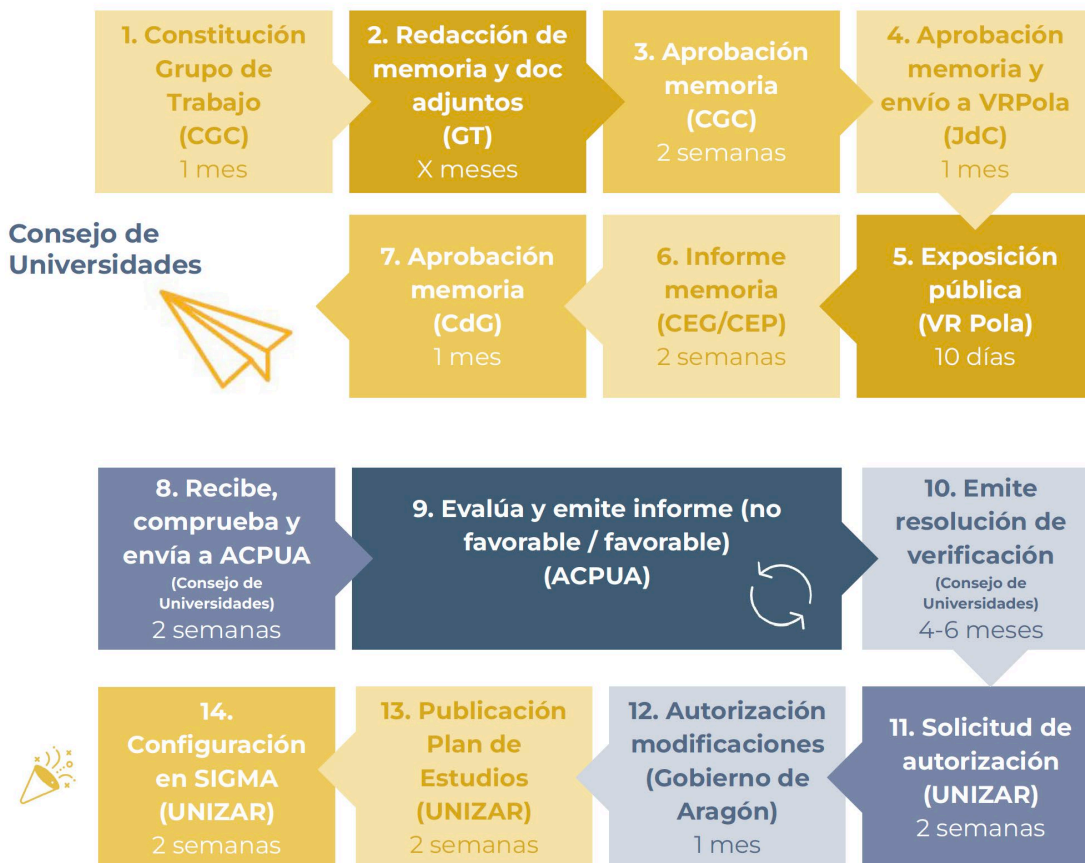 1. Constitución
Grupo de
Trabajo
(CGC)
1 mes
2. Redacción de
memoria y doc
adjuntos
(GT)
X meses
3. Aprobación
memoria
(CGC)
2 semanas
4. Aprobación
memoria y
envío a VRPola
(JdC)
1 mes
5. Exposición
pública
(VR Pola)
10 días
6. Informe
memoria
(CEG/CEP)
2 semanas
7. Aprobación
memoria
(CdG)
1 mes
Consejo de
Universidades
8. Recibe,
comprueba y
envía a ACPUA
(Consejo de
Universidades)
2 semanas
9. Evalúa y emite informe (no
favorable / favorable)
(ACPUA)
10. Emite
resolución de
verificación
(Consejo de
Universidades)
4-6 meses
11. Solicitud de
autorización
(UNIZAR)
2 semanas
12. Autorización
modificaciones
(Gobierno de
Aragón)
1 mes
13. Publicación
Plan de
Estudios
(UNIZAR)
2 semanas
14.
Configuración
en SIGMA
(UNIZAR)
2 semanas